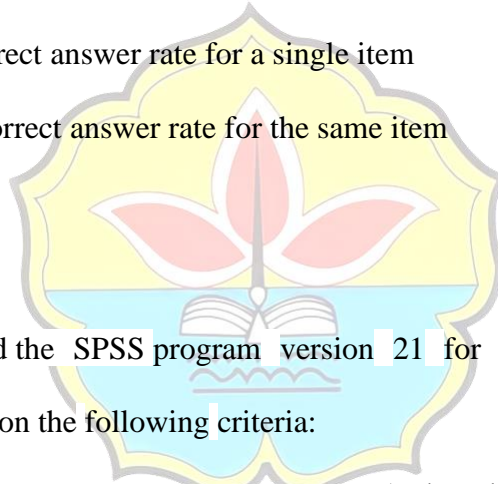 rect answer rate for a single item
orrect answer rate for the same item
d the SPSS program version 21 for
on the following criteria: